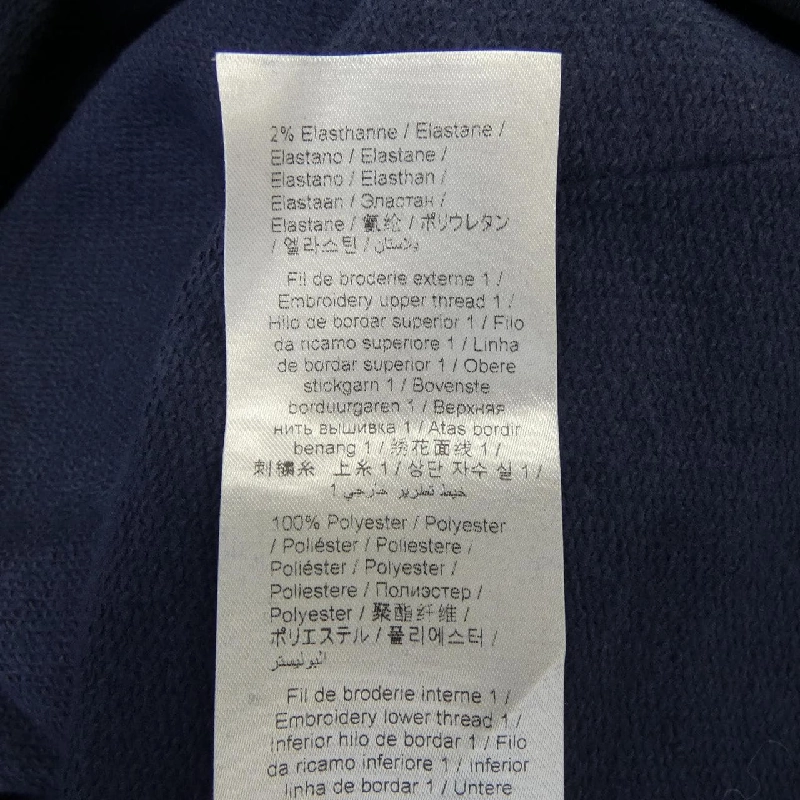 2% Elasthanne / Elastane /
Elastano / Elastane /
Elastano / Elasthan /
Elastaan / Эластан /
Elastane / 氨纶 / ポリウレタン
/ 엘라스틴 /
Fil de broderie externe 1 /
Embroidery upper thread 1 /
Hilo de bordar superior 1 / Filo
da ricamo superiore 1 / Linha
de bordar superior 1 / Obere
stickgarn 1 / Bovenste
borduurgaren 1 / Верхняя
нить вышивка 1 / Atas bordir
benang 1 / 绣花面线 1 /
刺繍糸 上糸 1 / 상단 자수 실 1 /
خيط تطريز خارجي 1
100% Polyester / Polyester
/ Poliéster / Poliestere /
Poliéster / Polyester /
Poliestere / Полиэстер /
Polyester / 聚酯纤维 /
ポリエステル / 폴리에스터 /
البوليستر
Fil de broderie interne 1 /
Embroidery lower thread 1 /
Inferior hilo de bordar 1 / Filo
da ricamo inferiore 1 / Inferior
linha de bordar 1 / Untere